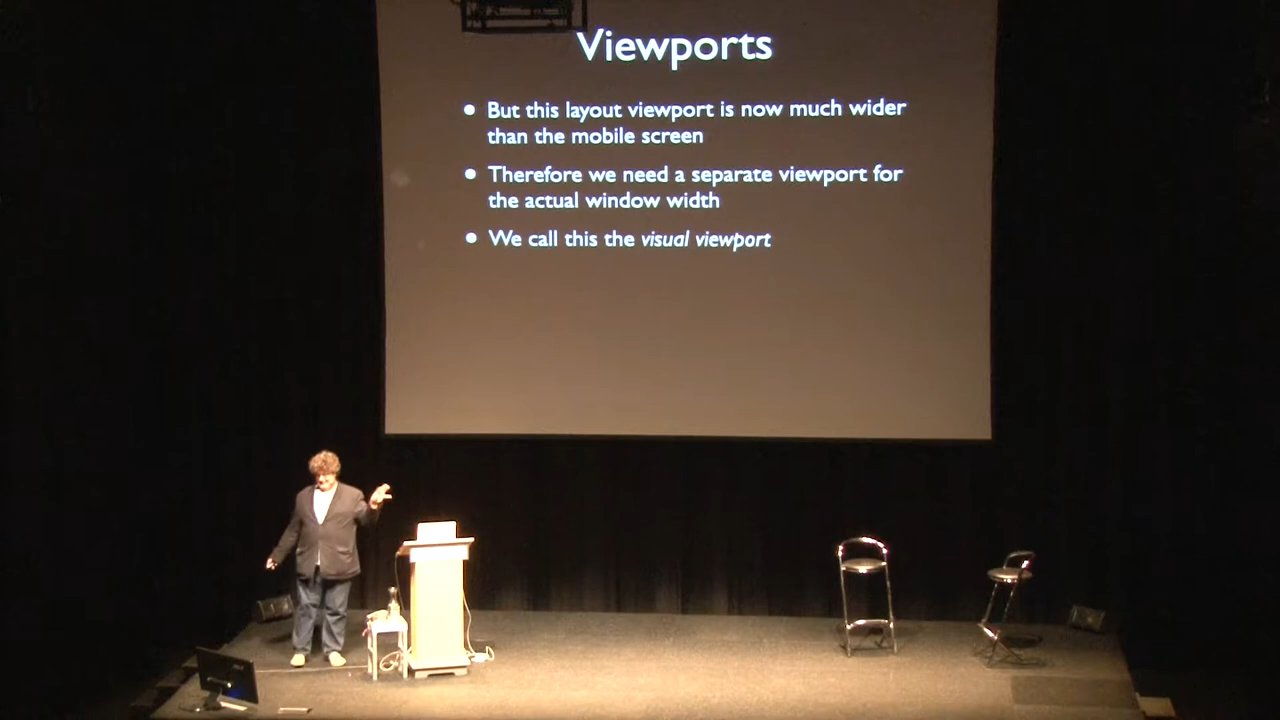 Viewports
• But this layout viewport is now much wider
than the mobile screen
• Therefore we need a separate viewport for
the actual window width
• We call this the visual viewport